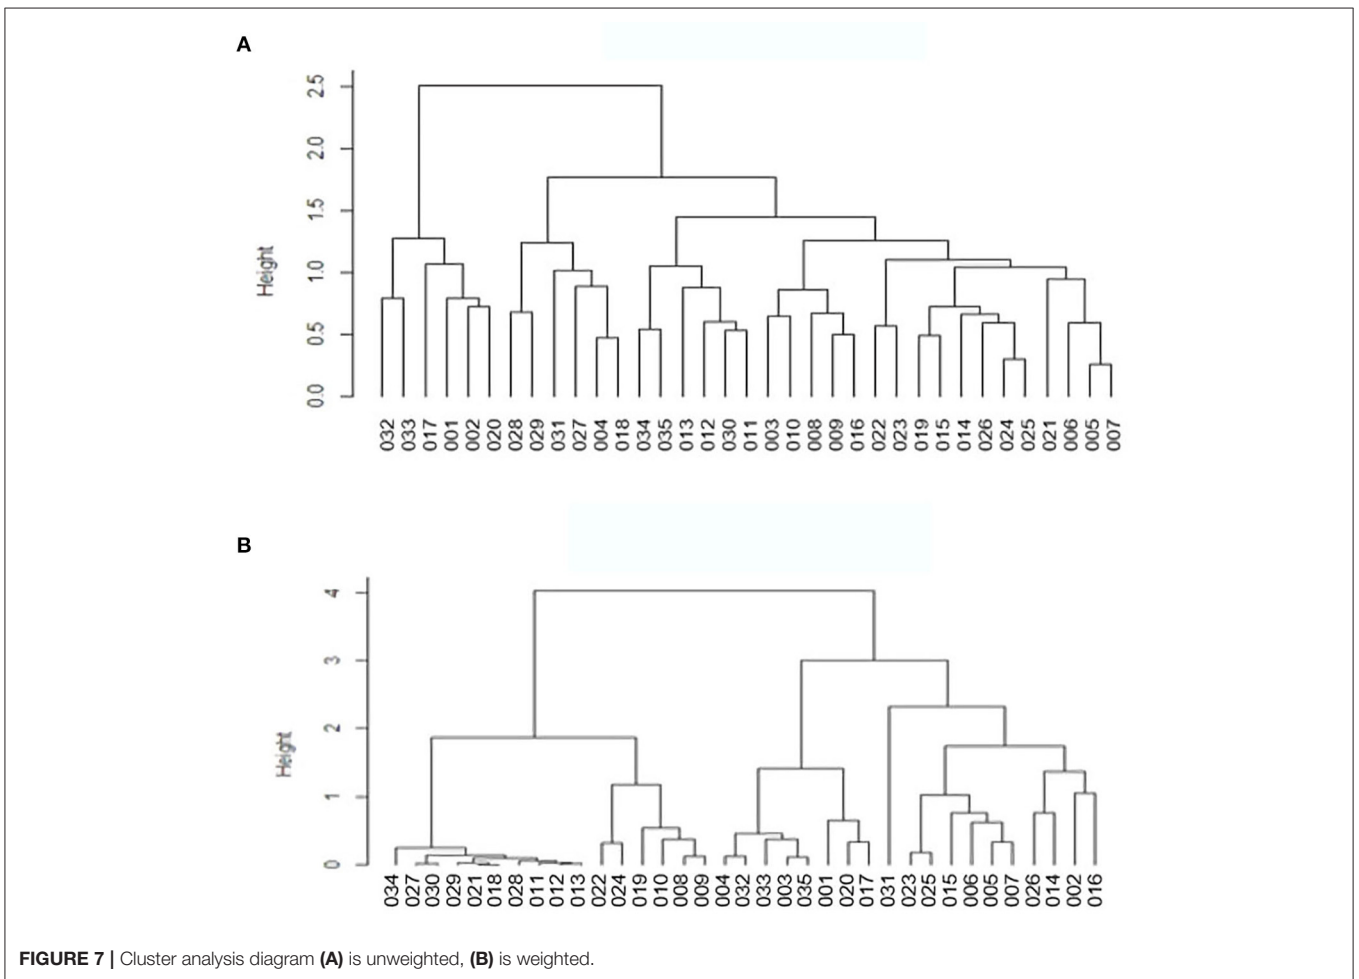 A
Height
2.5
2.0
1.5
1.0
0.5
0.0
032 033 017 001 002 020 028 029 031 027 004 018 034 035 013 012 030 011 003 010 008 009 016 022 023 019 015 014 026 024 025 021 006 005 007
B
Height
4
3
2
1
0
034 027 030 029 021 018 028 011 012 013 022 024 019 010 008 009 004 032 033 003 035 001 020 017 031 023 025 015 006 005 007 026 014 002 016
FIGURE 7 | Cluster analysis diagram (A) is unweighted, (B) is weighted.